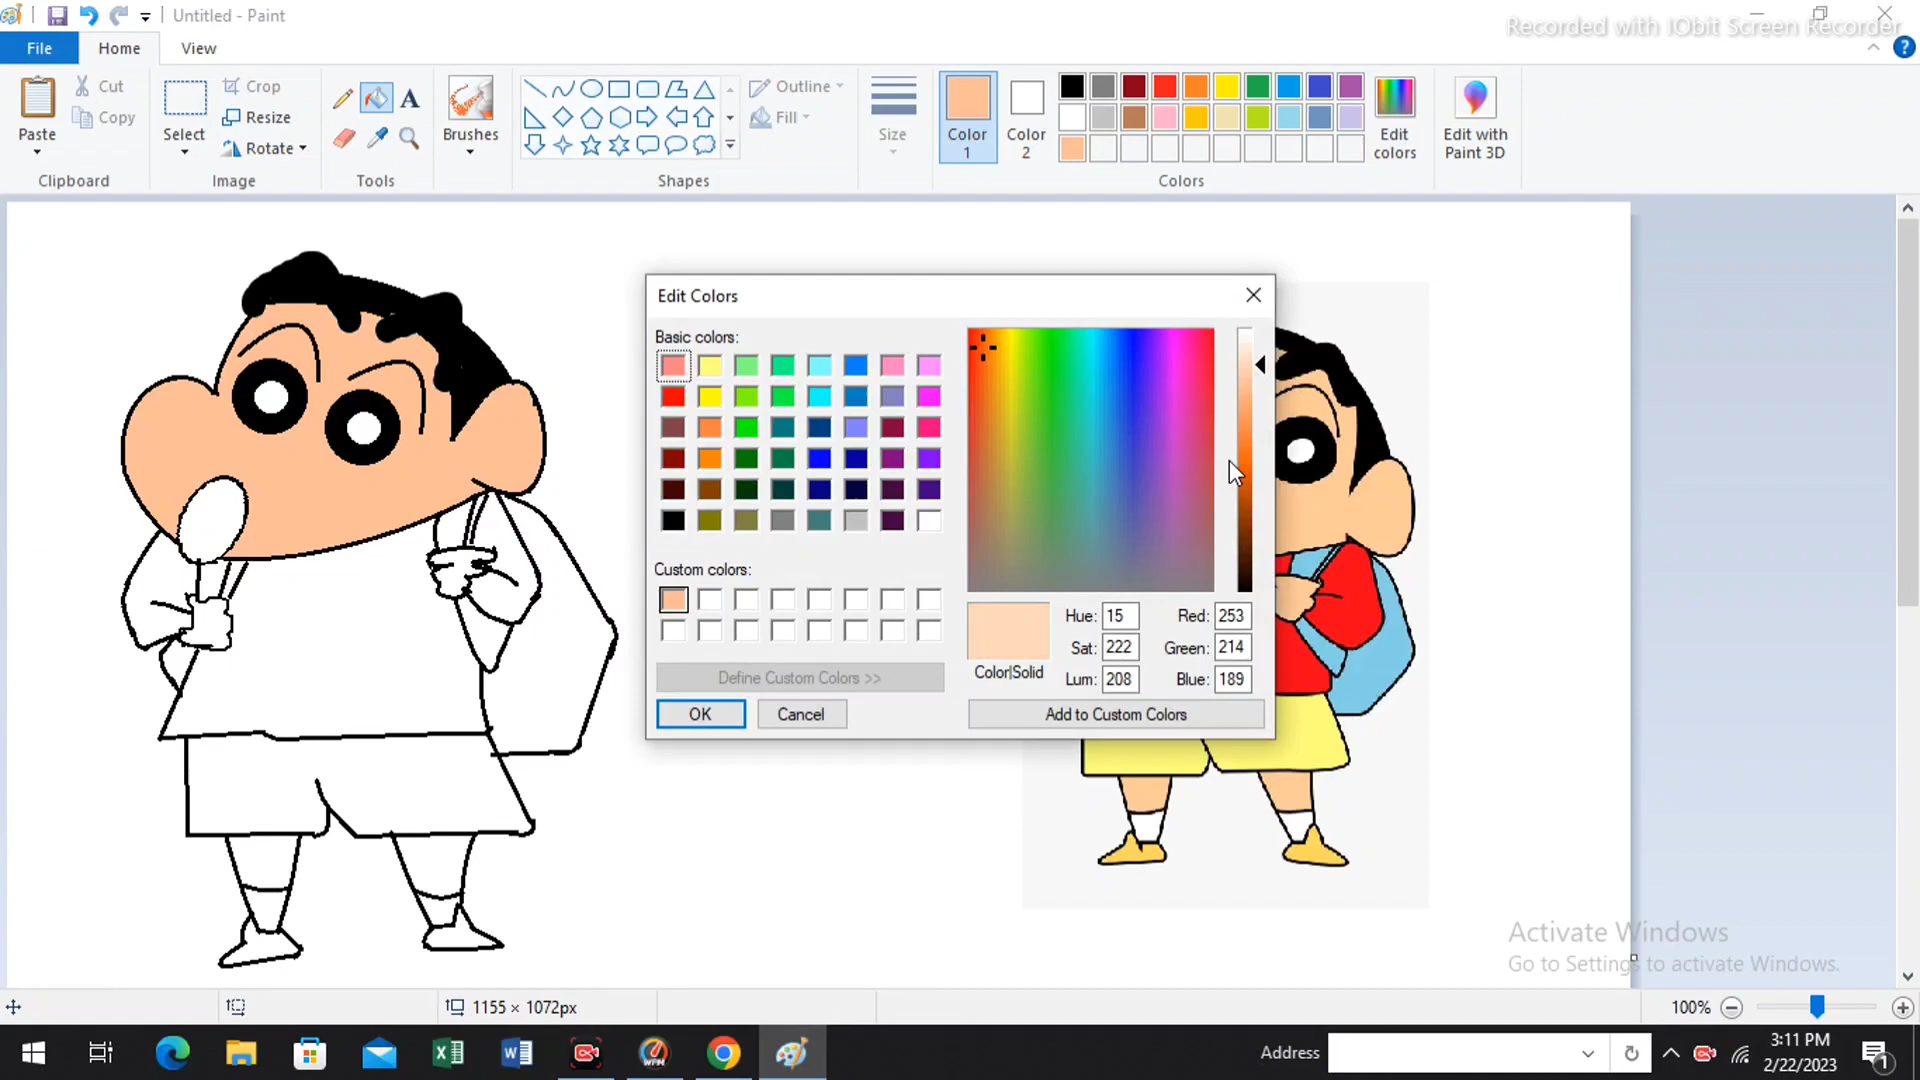 Untitled - Paint
Recorded with IObit Screen Recorder
File
Home
View
Paste
Cut
Copy
Clipboard
Select
Crop
Resize
Rotate
Image
A
Tools
Brushes
Shapes
Outline
Fill
Size
Color
1
Color
2
Colors
Edit
colors
Edit with
Paint 3D
?
Edit Colors
Basic colors:
Custom colors:
Define Custom Colors >>
OK
Cancel
Color|Solid
Hue: 15
Sat: 222
Lum: 208
Red: 253
Green: 214
Blue: 189
Add to Custom Colors
Activate Windows
Go to Settings to activate Windows.
1155 × 1072px
100%
WPM
Address
3:11 PM
2/22/2023
1